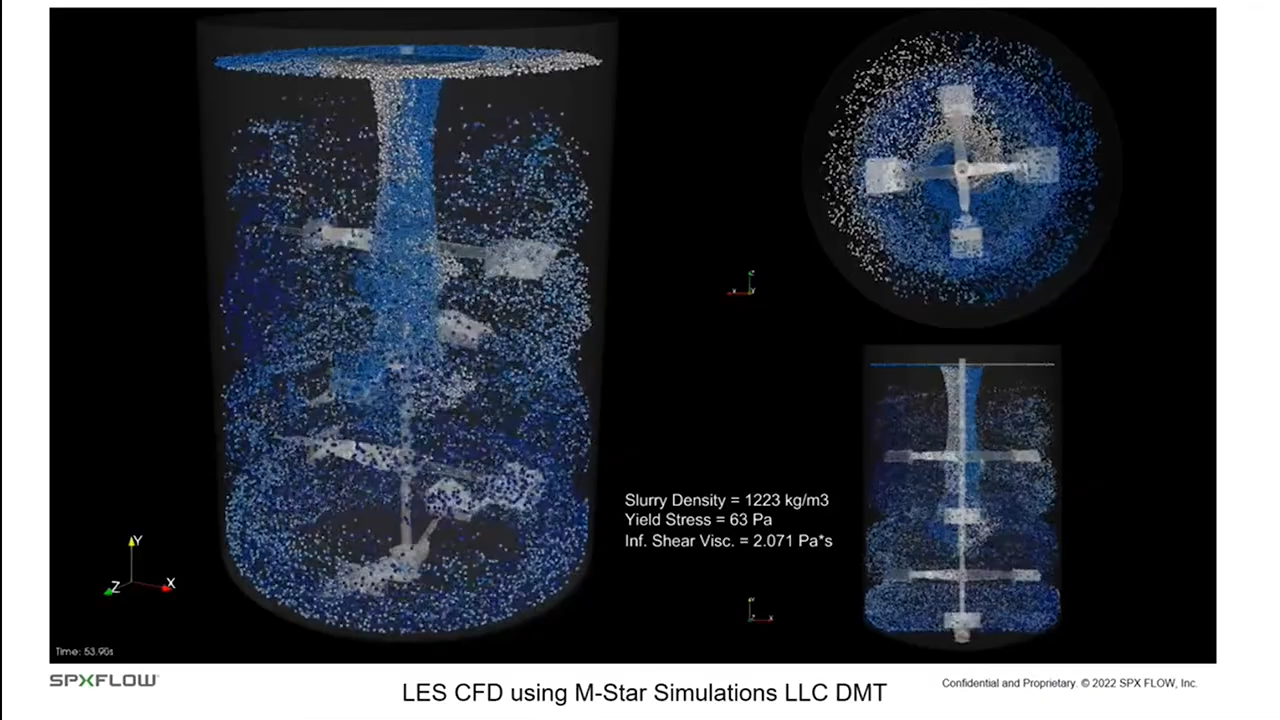 Slurry Density = 1223 kg/m3
Yield Stress = 63 Pa
Inf. Shear Visc. = 2.071 Pa*s
Y
Z
X
Time: 53.90s
SPXFLOW
LES CFD using M-Star Simulations LLC DMT
Confidential and Proprietary. © 2022 SPX FLOW, Inc.